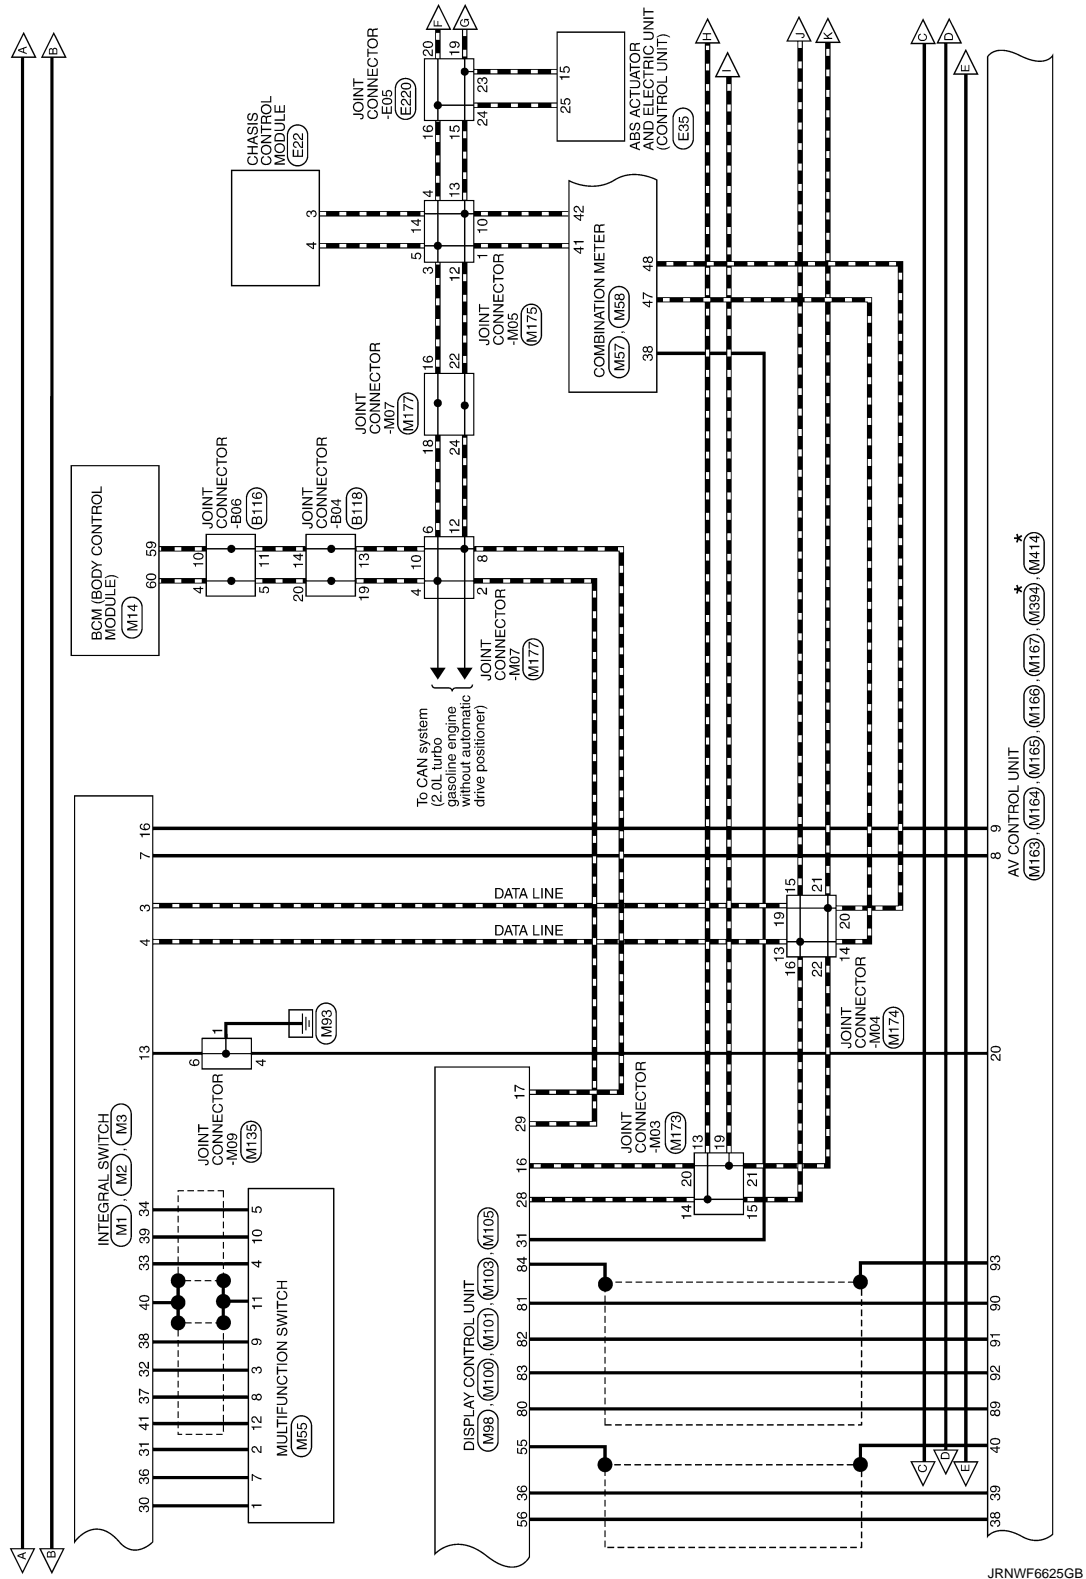 A
B
F
G
H
I
J
K
C
D
E
20
19
JOINT
CONNECTOR
-E05
E220
23
24
16
15
15
25
ABS ACTUATOR
AND ELECTRIC UNIT
(CONTROL UNIT)
E35
CHASIS
CONTROL
MODULE
E22
3
4
4
13
14
10
5
1
3
12
JOINT
CONNECTOR
-M05
M175
42
41
COMBINATION METER
M57 , M58
48
47
38
JOINT
CONNECTOR
-M07
M177
16
22
18
24
BCM (BODY CONTROL
MODULE)
M14
59
60
JOINT
CONNECTOR
-B06
B116
10
4
11
5
JOINT
CONNECTOR
-B04
B118
14
20
13
19
6
12
10
4
8
2
JOINT
CONNECTOR
-M07
M177
To CAN system
(2.0L turbo
gasoline engine
without automatic
drive positioner)
16
7
3
4
13
DATA LINE
DATA LINE
9
8
20
AV CONTROL UNIT
M163 , M164 , M165 , M166 , M167 , M394 * , M414 *
15
21
19
13
20
14
16
22
JOINT
CONNECTOR
-M04
M174
INTEGRAL SWITCH
M1 , M2 , M3
6
1
4
M93
JOINT
CONNECTOR
-M09
M135
34
39
33
40
38
32
37
41
31
36
30
5
10
4
11
9
3
8
12
2
7
1
MULTIFUNCTION SWITCH
M55
17
29
16
28
31
84
81
82
83
80
55
36
56
DISPLAY CONTROL UNIT
M98 , M100 , M101 , M103 , M105
JOINT
CONNECTOR
-M03
M173
13
19
20
14
21
15
93
90
91
92
89
40
39
38
A
B
C
D
E
JRNWF6625GB